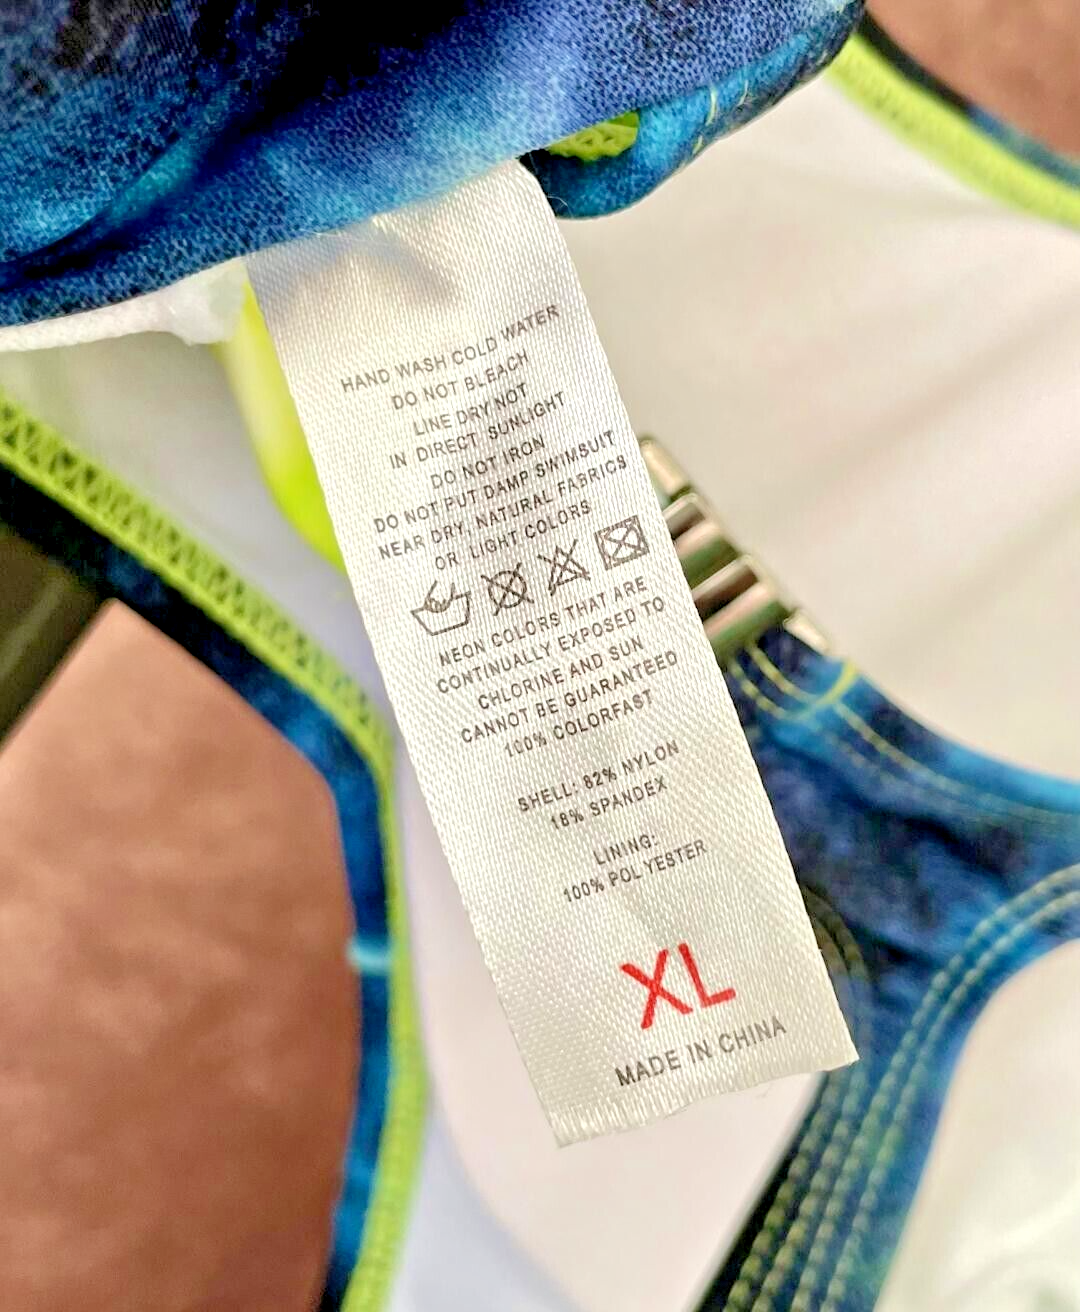 HAND WASH COLD WATER
DO NOT BLEACH
LINE DRY NOT
IN DIRECT SUNLIGHT
DO NOT IRON
DO NOT PUT DAMP SWIMSUIT
NEAR DRY, NATURAL FABRICS
OR LIGHT COLORS
NEON COLORS THAT ARE
CONTINUALLY EXPOSED TO
CHLORINE AND SUN
CANNOT BE GUARANTEED
100% COLORFAST
SHELL: 82% NYLON
18% SPANDEX
LINING:
100% POLYESTER
XL
MADE IN CHINA